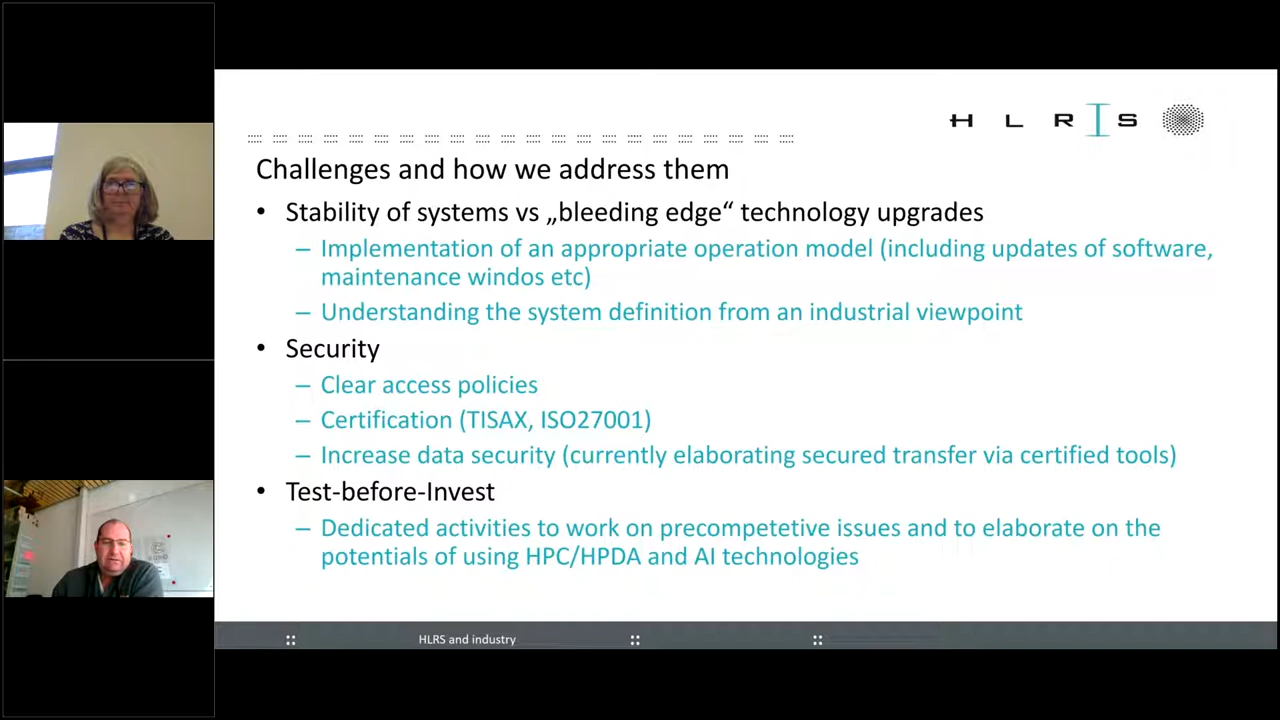 H L R I S
Challenges and how we address them
• Stability of systems vs „bleeding edge“ technology upgrades
– Implementation of an appropriate operation model (including updates of software,
maintenance windos etc)
– Understanding the system definition from an industrial viewpoint
• Security
– Clear access policies
– Certification (TISAX, ISO27001)
– Increase data security (currently elaborating secured transfer via certified tools)
• Test-before-Invest
– Dedicated activities to work on precompetetive issues and to elaborate on the
potentials of using HPC/HPDA and AI technologies
HLRS and industry